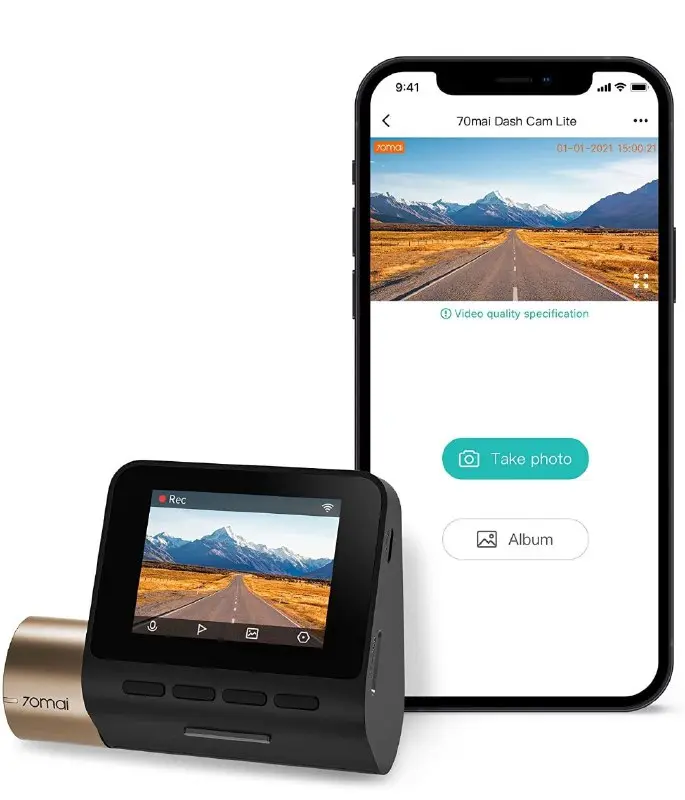 9:41
70mai Dash Cam Lite
70mai
01-01-2021 15:00:21
Video quality specification
Take photo
Album
Rec
70mai